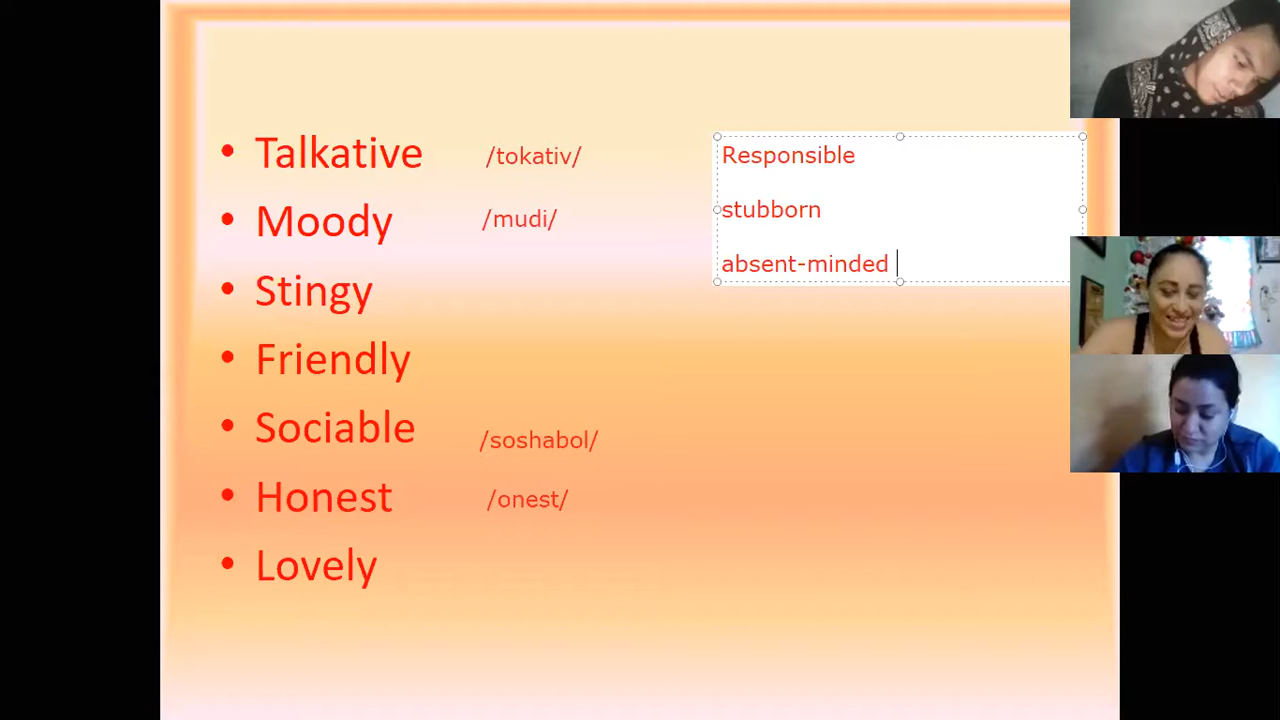 • Talkative /tokativ/
• Moody /mudi/
• Stingy
• Friendly
• Sociable /soshabol/
• Honest /onest/
• Lovely
Responsible
stubborn
absent-minded